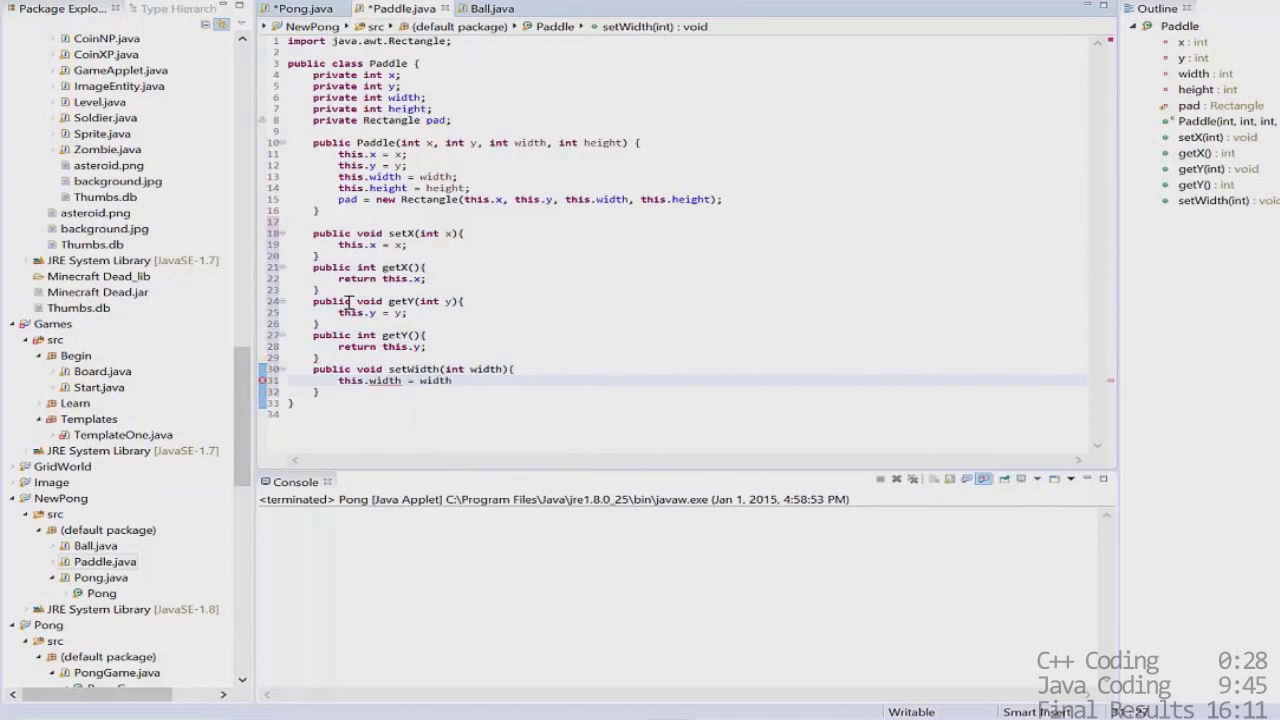 Package Explo...
Type Hierarch
CoinNP.java
CoinXP.java
GameApplet.java
ImageEntity.java
Level.java
Soldier.java
Sprite.java
Zombie.java
asteroid.png
background.jpg
Thumbs.db
asteroid.png
background.jpg
Thumbs.db
JRE System Library [JavaSE-1.7]
Minecraft Dead_lib
Minecraft Dead.jar
Thumbs.db
Games
src
Begin
Board.java
Start.java
Learn
Templates
TemplateOne.java
JRE System Library [JavaSE-1.7]
GridWorld
Image
NewPong
src
(default package)
Ball.java
Paddle.java
Pong.java
Pong
JRE System Library [JavaSE-1.8]
Pong
src
(default package)
PongGame.java
*Pong.java
*Paddle.java
Ball.java
NewPong
src
(default package)
Paddle
setWidth(int) : void
1 import java.awt.Rectangle;
2
3 public class Paddle {
4 private int x;
5 private int y;
6 private int width;
7 private int height;
8 private Rectangle pad;
9
10 public Paddle(int x, int y, int width, int height) {
11 this.x = x;
12 this.y = y;
13 this.width = width;
14 this.height = height;
15 pad = new Rectangle(this.x, this.y, this.width, this.height);
16 }
17
18 public void setX(int x){
19 this.x = x;
20 }
21 public int getX(){
22 return this.x;
23 }
24 public void getY(int y){
25 this.y = y;
26 }
27 public int getY(){
28 return this.y;
29 }
30 public void setWidth(int width){
31 this.width = width
32 }
33 }
34
Console
<terminated> Pong [Java Applet] C:\Program Files\Java\jre1.8.0_25\bin\javaw.exe (Jan 1, 2015, 4:58:53 PM)
Outline
Paddle
x : int
y : int
width : int
height : int
pad : Rectangle
Paddle(int, int, int,
setX(int) : void
getX() : int
getY(int) : void
getY() : int
setWidth(int) : void
C++ Coding 0:28
Java Coding 9:45
Final Results 16:11
Writable
Smart Insert